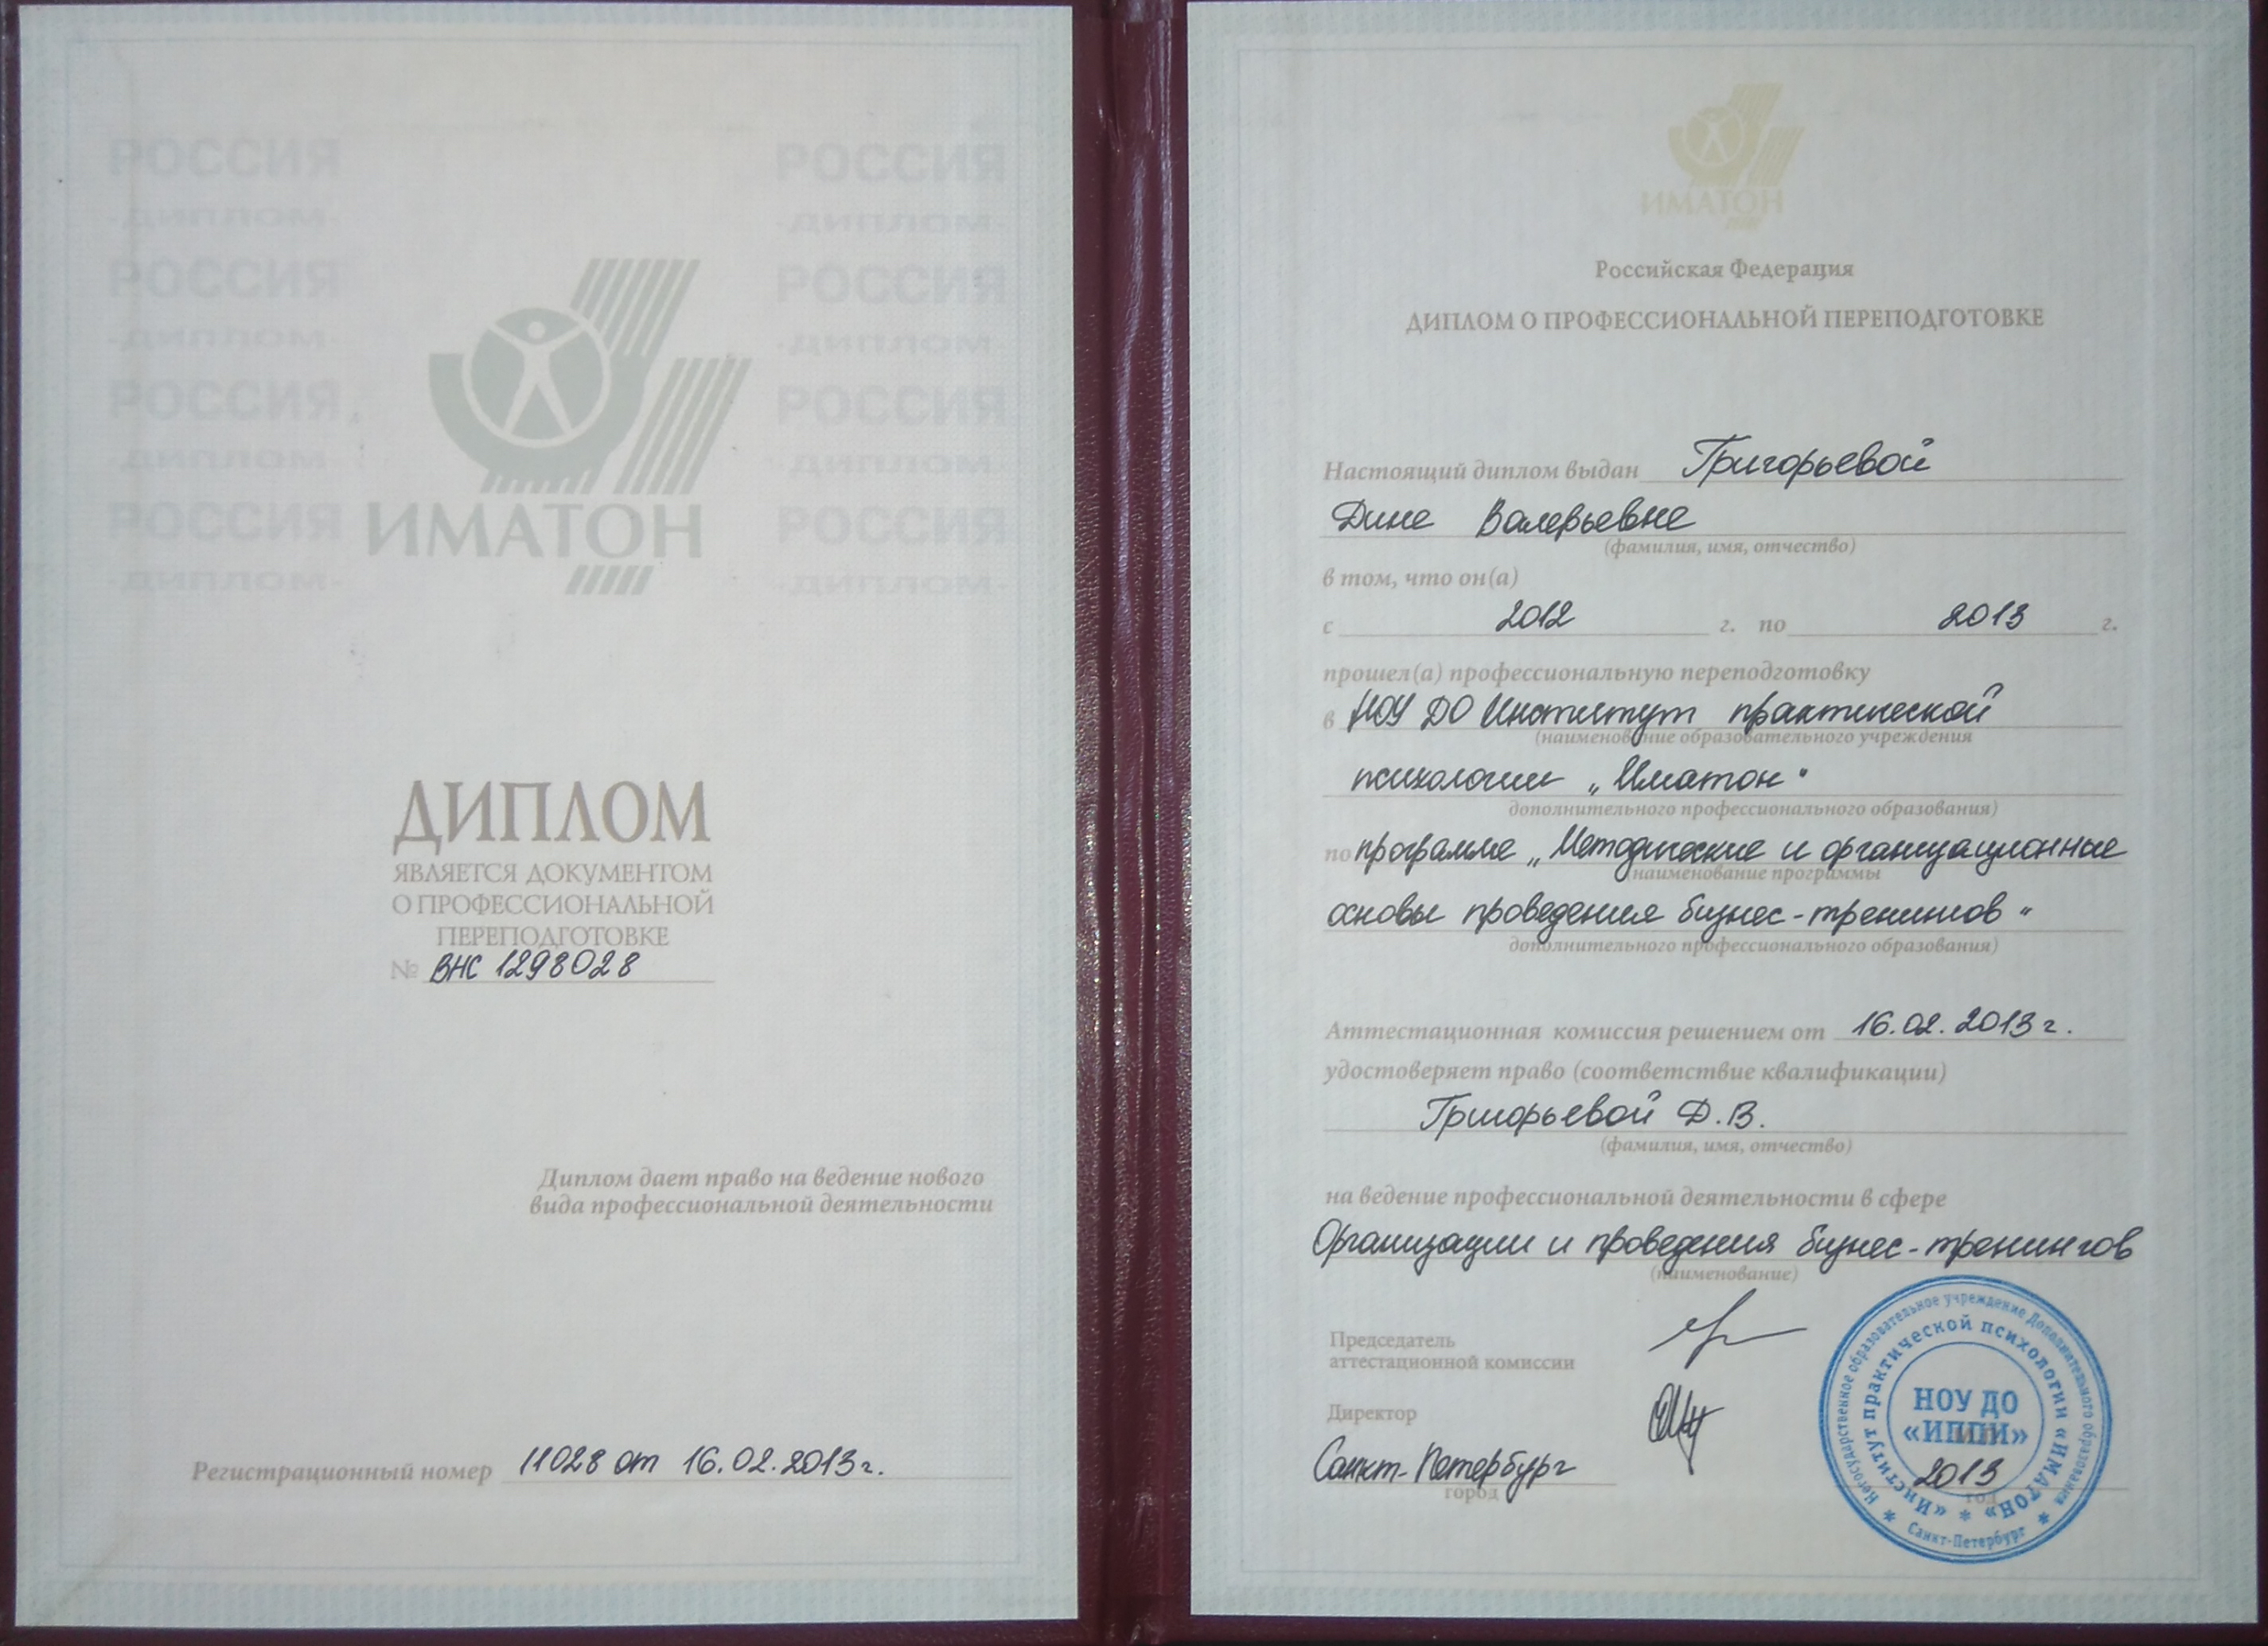 РОССИЯ РОССИЯ
·ДИПЛОМ· ·ДИПЛОМ·
РОССИЯ РОССИЯ
·ДИПЛОМ· ·ДИПЛОМ·
РОССИЯ РОССИЯ
·ДИПЛОМ· ·ДИПЛОМ·
РОССИЯ РОССИЯ
·ДИПЛОМ· ·ДИПЛОМ·
ИМАТОН
ДИПЛОМ
ЯВЛЯЕТСЯ ДОКУМЕНТОМ
О ПРОФЕССИОНАЛЬНОЙ
ПЕРЕПОДГОТОВКЕ
№ ВНС 1298028
Диплом дает право на ведение нового
вида профессиональной деятельности
Регистрационный номер 11028 от 16.02.2013г.
ИМАТОН
Российская Федерация
ДИПЛОМ О ПРОФЕССИОНАЛЬНОЙ ПЕРЕПОДГОТОВКЕ
Настоящий диплом выдан Григорьевой
Дине Валерьевне
(фамилия, имя, отчество)
в том, что он(а)
с 2012 г. по 2013 г.
прошел(а) профессиональную переподготовку
в НОУ ДО Институт практической
(наименование образовательного учреждения
психологии „Иматон"
дополнительного профессионального образования)
по программе „Методические и организационные
(наименование программы
основы проведения бизнес-тренингов"
дополнительного профессионального образования)
Аттестационная комиссия решением от 16.02.2013г.
удостоверяет право (соответствие квалификации)
Григорьевой Д.В.
(фамилия, имя, отчество)
на ведение профессиональной деятельности в сфере
Организации и проведения бизнес-тренингов
(наименование)
Председатель
аттестационной комиссии
Директор
Санкт-Петербург
город
2013
год
Негосударственное образовательное учреждение Дополнительного образования
* Санкт-Петербург *
«Институт практической психологии «ИМАТОН» *
НОУ ДО
«ИППИ»